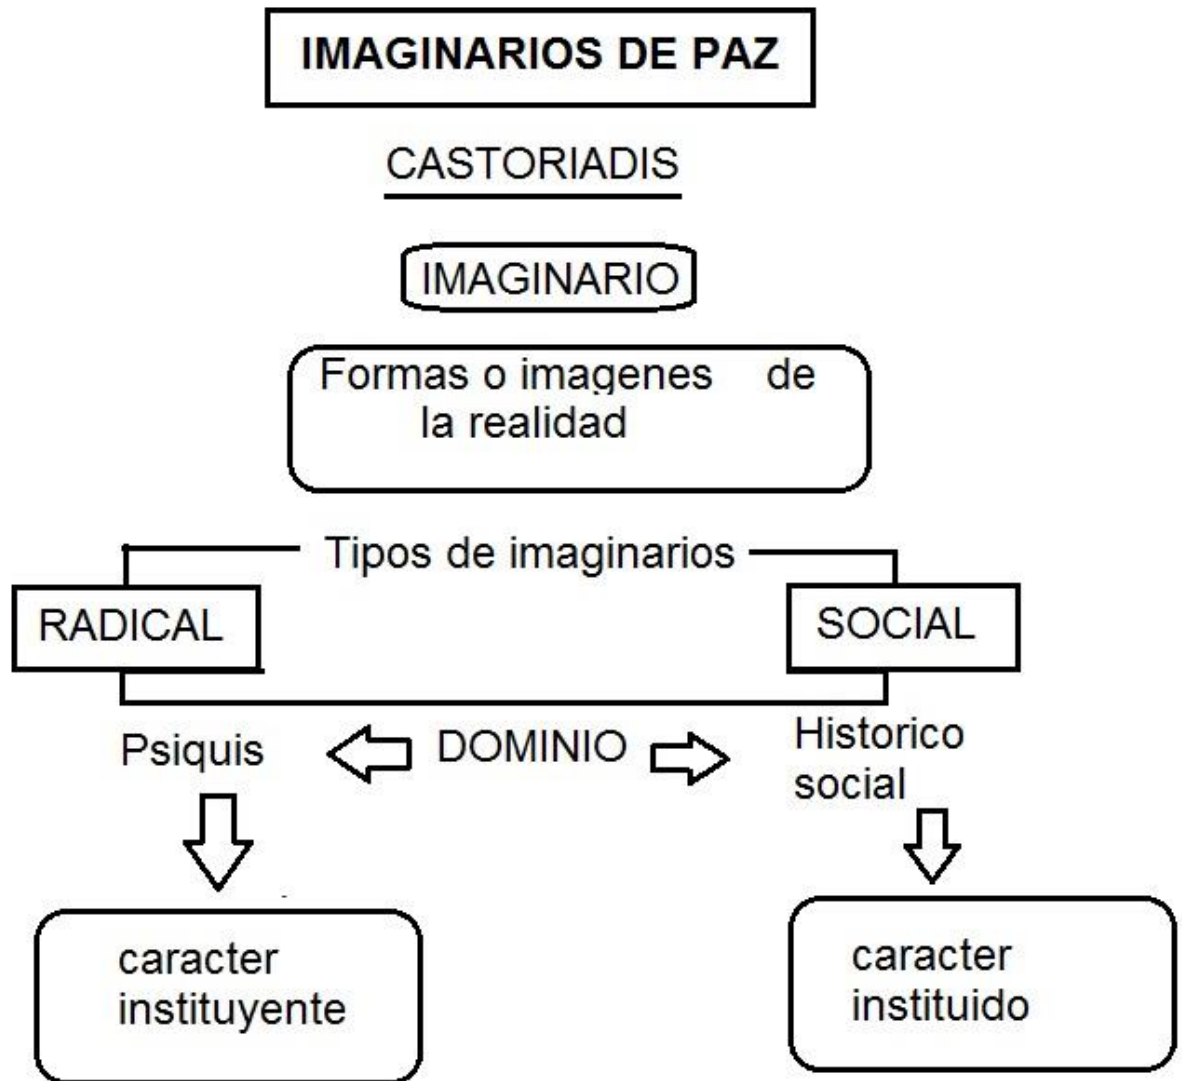 IMAGINARIOS DE PAZ
CASTORIADIS
IMAGINARIO
Formas o imagenes de
la realidad
Tipos de imaginarios
RADICAL
SOCIAL
Psiquis
DOMINIO
Historico
social
caracter
instituyente
caracter
instituido